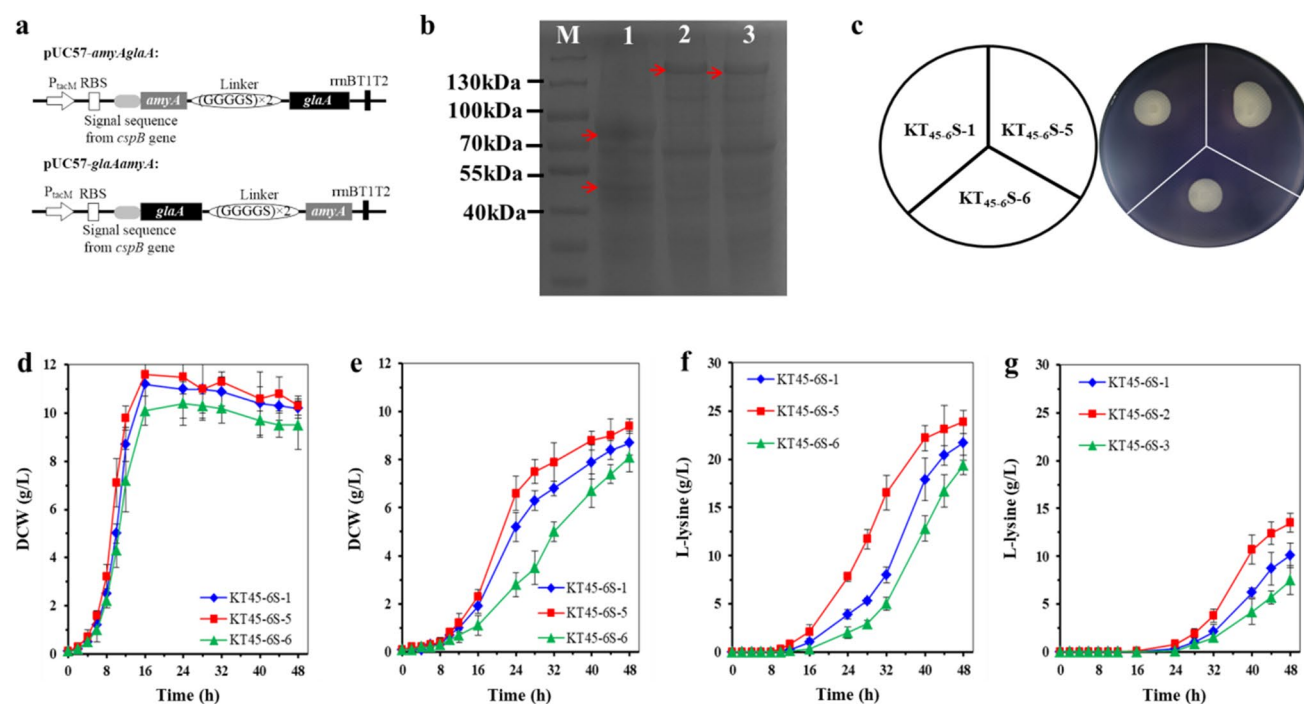 a
pUC57-amyAglaA:
PtacM RBS Linker rrnBT1T2
amyA (GGGGS)×2 glaA
Signal sequence
from cspB gene
pUC57-glaAamyA:
PtacM RBS Linker rrnBT1T2
glaA (GGGGS)×2 amyA
Signal sequence
from cspB gene
b
M 1 2 3
130kDa
100kDa
70kDa
55kDa
40kDa
c
KT45-6S-1 KT45-6S-5
KT45-6S-6
d
DCW (g/L)
12
10
8
6
4
2
0
KT45-6S-1
KT45-6S-5
KT45-6S-6
0 8 16 24 32 40 48
Time (h)
e
DCW (g/L)
12
10
8
6
4
2
0
KT45-6S-1
KT45-6S-5
KT45-6S-6
0 8 16 24 32 40 48
Time (h)
f
L-lysine (g/L)
30
25
20
15
10
5
0
KT45-6S-1
KT45-6S-5
KT45-6S-6
0 8 16 24 32 40 48
Time (h)
g
L-lysine (g/L)
30
25
20
15
10
5
0
KT45-6S-1
KT45-6S-2
KT45-6S-3
0 8 16 24 32 40 48
Time (h)